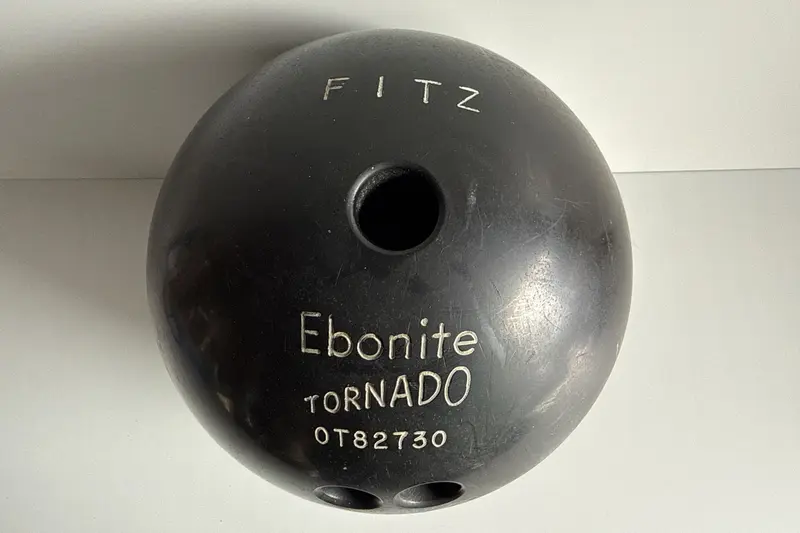 FITZ
Ebonite
TORNADO
OT82730